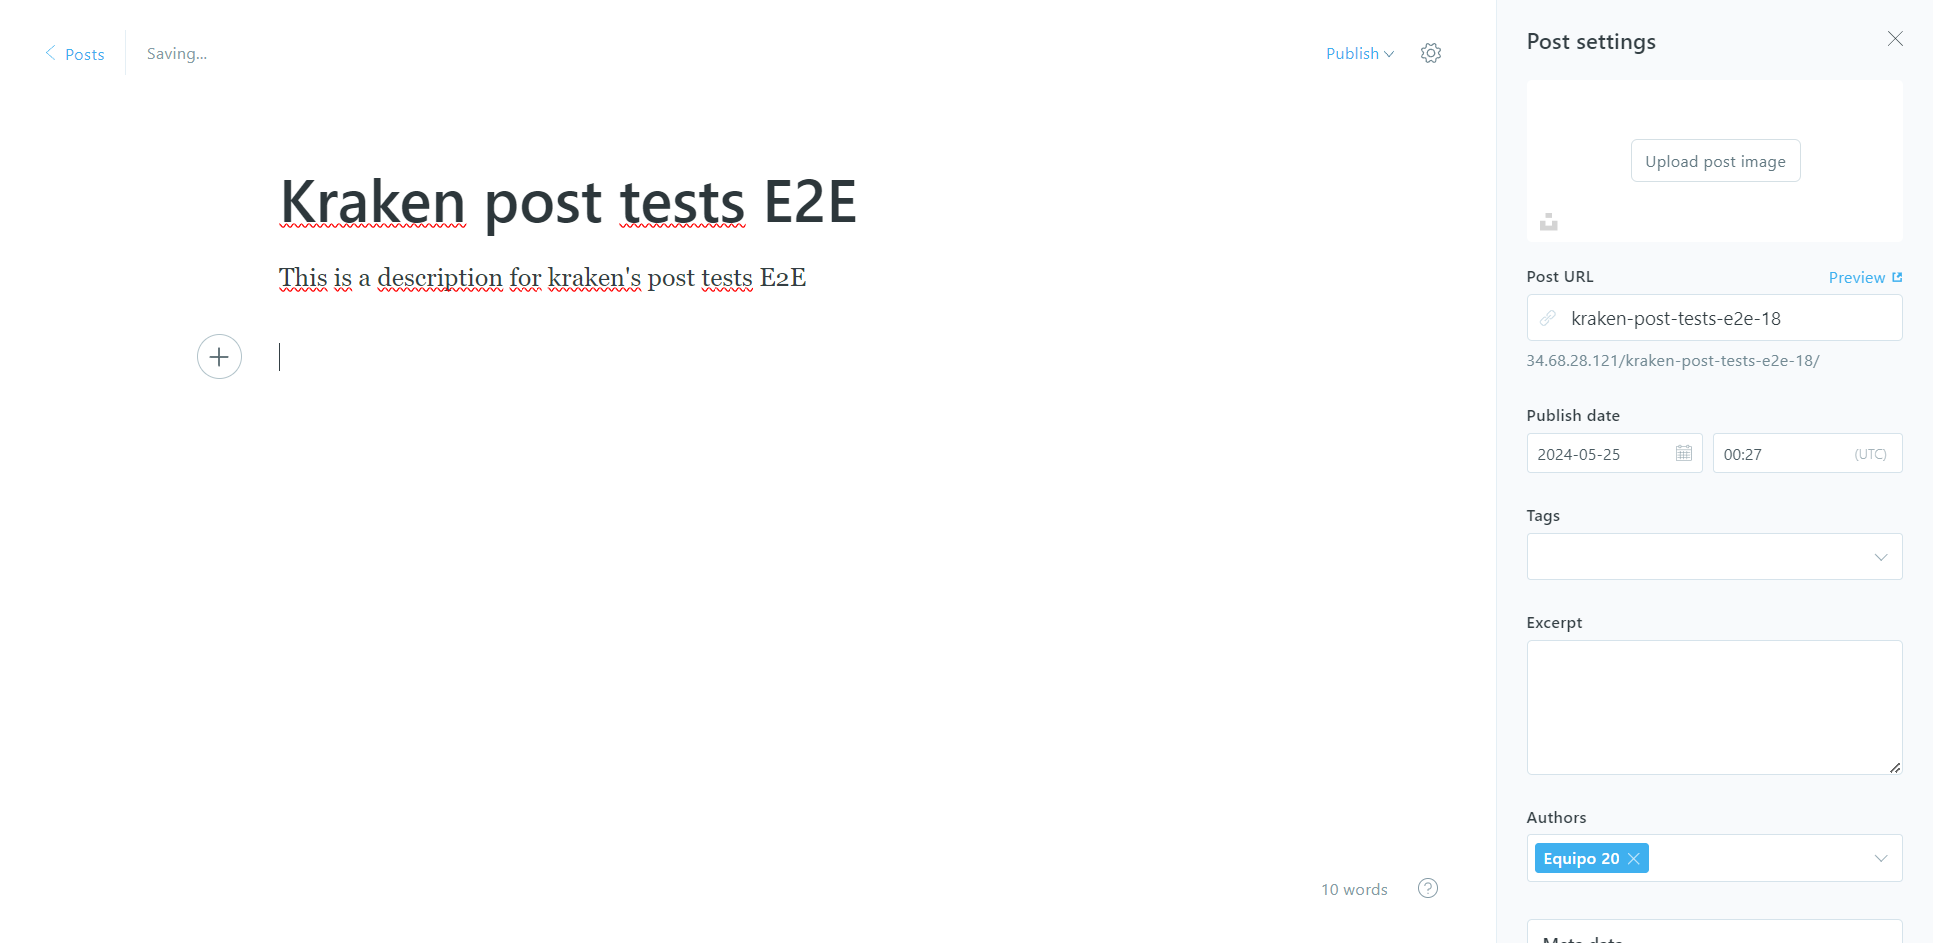 Posts
Saving...
Publish
Kraken post tests E2E
This is a description for kraken's post tests E2E
10 words
Post settings
Upload post image
Post URL
Preview
kraken-post-tests-e2e-18
34.68.28.121/kraken-post-tests-e2e-18/
Publish date
2024-05-25
00:27 (UTC)
Tags
Excerpt
Authors
Equipo 20
Meta data